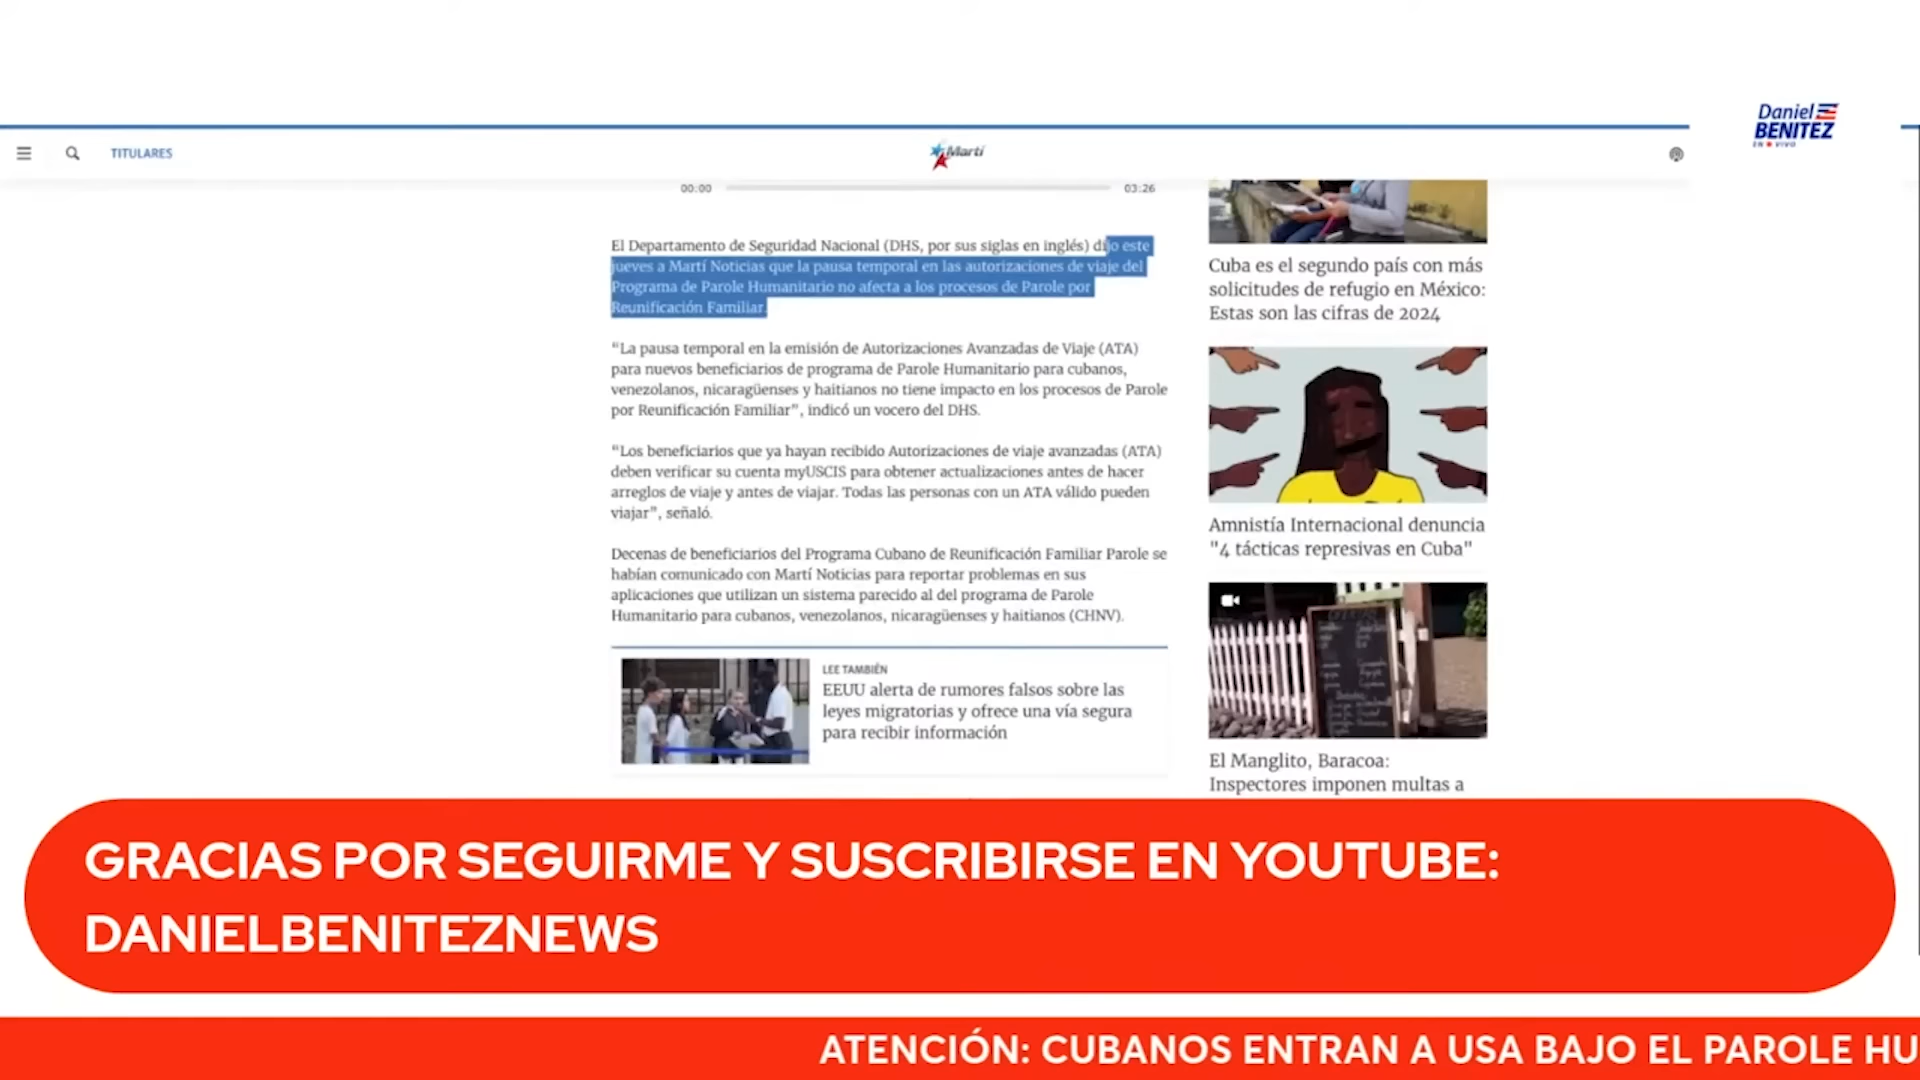 Daniel
BENITEZ
EN VIVO
TITULARES
Martí
00:00
03:26
El Departamento de Seguridad Nacional (DHS, por sus siglas en inglés) dijo este
jueves a Martí Noticias que la pausa temporal en las autorizaciones de viaje del
Programa de Parole Humanitario no afecta a los procesos de Parole por
Reunificación Familiar.
“La pausa temporal en la emisión de Autorizaciones Avanzadas de Viaje (ATA)
para nuevos beneficiarios de programa de Parole Humanitario para cubanos,
venezolanos, nicaragüenses y haitianos no tiene impacto en los procesos de Parole
por Reunificación Familiar”, indicó un vocero del DHS.
“Los beneficiarios que ya hayan recibido Autorizaciones de viaje avanzadas (ATA)
deben verificar su cuenta myUSCIS para obtener actualizaciones antes de hacer
arreglos de viaje y antes de viajar. Todas las personas con un ATA válido pueden
viajar”, señaló.
Decenas de beneficiarios del Programa Cubano de Reunificación Familiar Parole se
habían comunicado con Martí Noticias para reportar problemas en sus
aplicaciones que utilizan un sistema parecido al del programa de Parole
Humanitario para cubanos, venezolanos, nicaragüenses y haitianos (CHNV).
LEE TAMBIÉN
EEUU alerta de rumores falsos sobre las
leyes migratorias y ofrece una vía segura
para recibir información
Cuba es el segundo país con más
solicitudes de refugio en México:
Estas son las cifras de 2024
Amnistía Internacional denuncia
"4 tácticas represivas en Cuba"
El Manglito, Baracoa:
Inspectores imponen multas a
GRACIAS POR SEGUIRME Y SUSCRIBIRSE EN YOUTUBE:
DANIELBENITEZNEWS
ATENCIÓN: CUBANOS ENTRAN A USA BAJO EL PAROLE HU